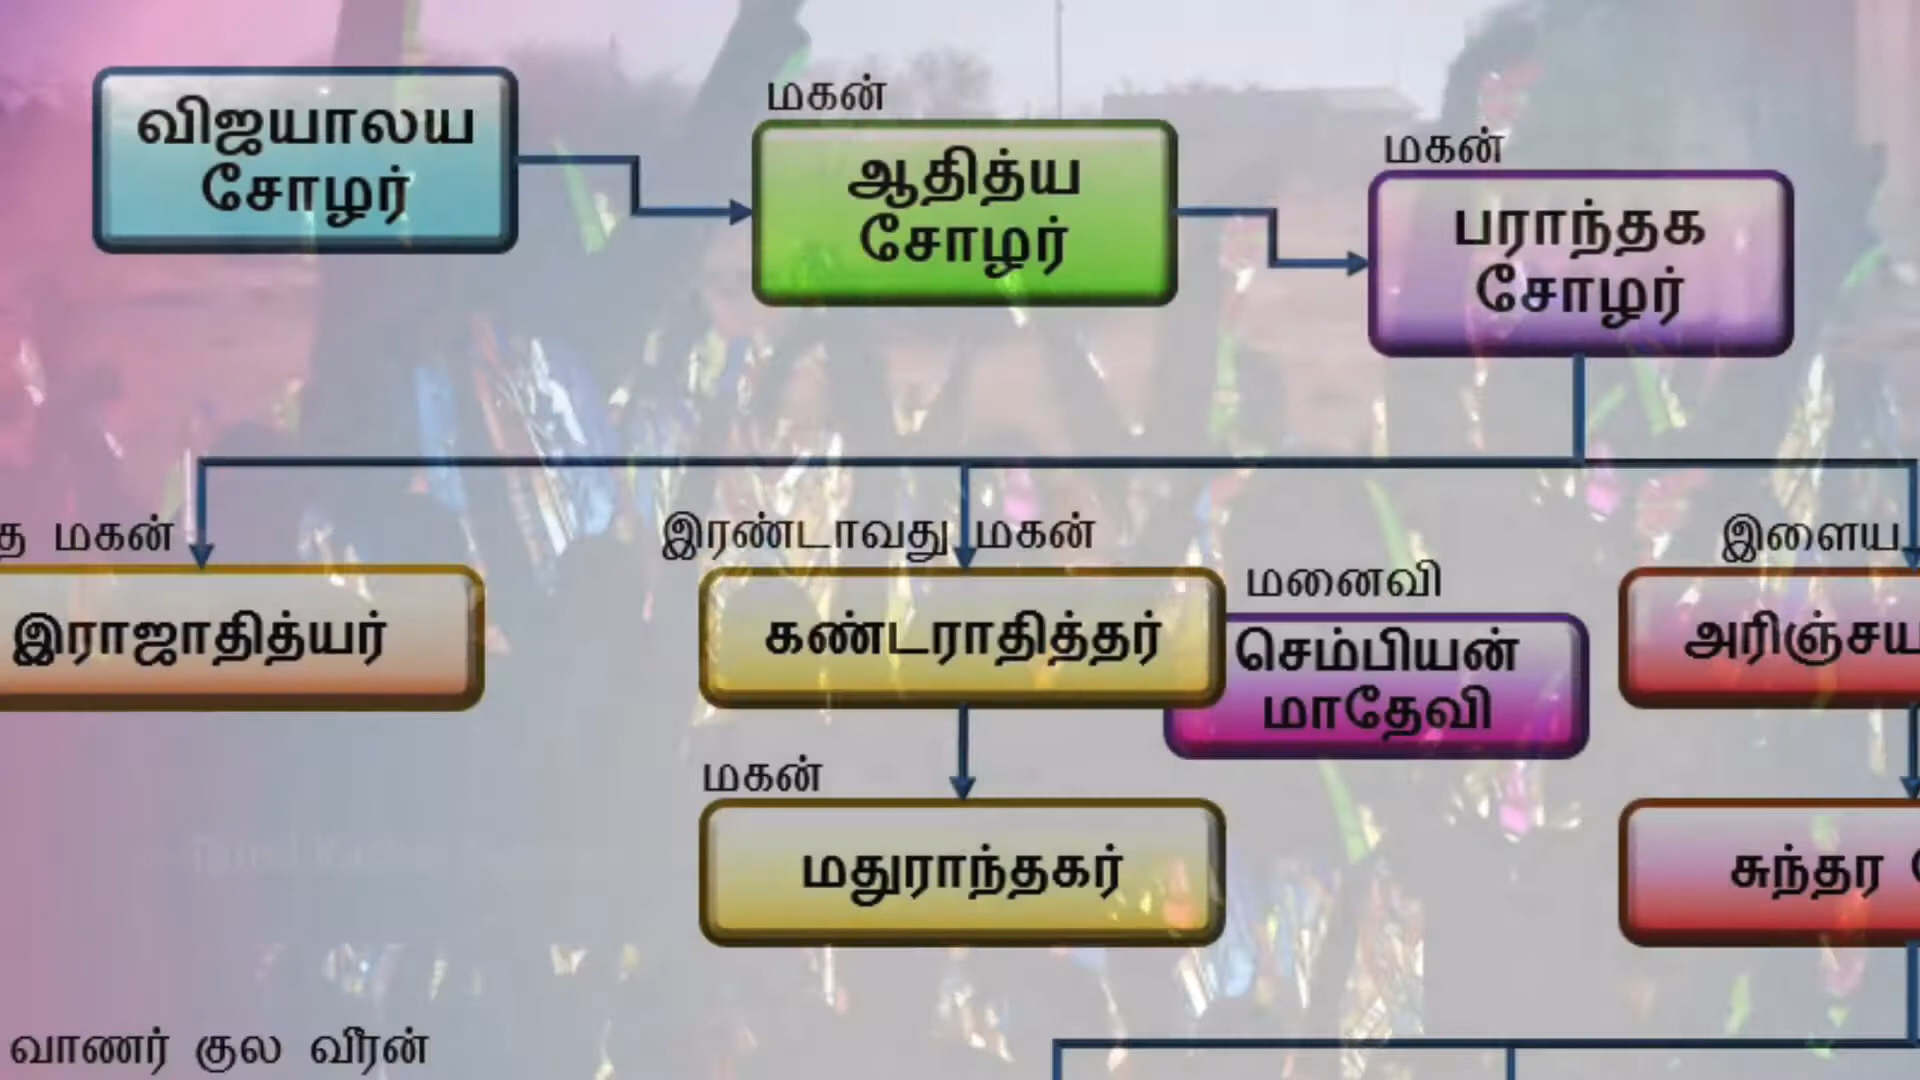 விஜயாலய
சோழர்
மகன்
ஆதித்ய
சோழர்
மகன்
பராந்தக
சோழர்
மகன்
இராஜாதித்யர்
இரண்டாவது மகன்
கண்டராதித்தர்
மனைவி
செம்பியன்
மாதேவி
இளைய
மகன்
மதுராந்தகர்
சுந்தர
வாணர் குல வீரன்